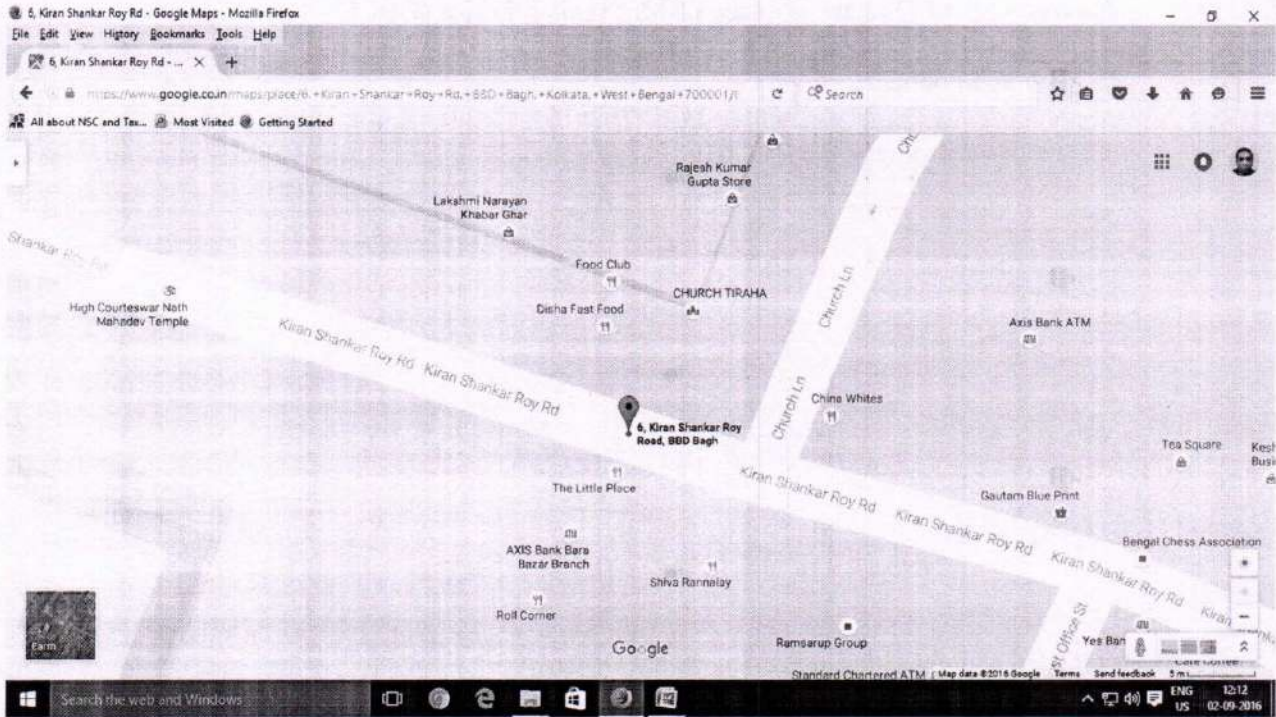 6, Kiran Shankar Roy Rd - Google Maps - Mozilla Firefox
File Edit View History Bookmarks Tools Help
6, Kiran Shankar Roy Rd - ... × +
https://www.google.co.in/maps/place/6,+Kiran+Shankar+Roy+Rd,+BBD+Bagh,+Kolkata,+West+Bengal+700001/
Search
All about NSC and Tax... Most Visited Getting Started
Rajesh Kumar
Gupta Store
Lakshmi Narayan
Khabar Ghar
Shankar Roy Rd
Food Club
CHURCH TIRAHA
Church Ln
High Courteswar Nath
Mahadev Temple
Disha Fast Food
Axis Bank ATM
Kiran Shankar Roy Rd
Kiran Shankar Roy Rd
China Whites
Church Ln
6, Kiran Shankar Roy
Road, BBD Bagh
Tea Square
The Little Place
Kiran Shankar Roy Rd
Gautam Blue Print
Kiran Shankar Roy Rd
AXIS Bank Bara
Bazar Branch
Bengal Chess Association
Kiran Shankar Roy Rd
Shiva Rannalay
Roll Corner
Kiran
Earth
Google
Ramsarup Group
st Office St
Yes Ban
Standard Chartered ATM
Map data ©2016 Google Terms Send feedback 5 m
Search the web and Windows
ENG
US
12:12
02-09-2016